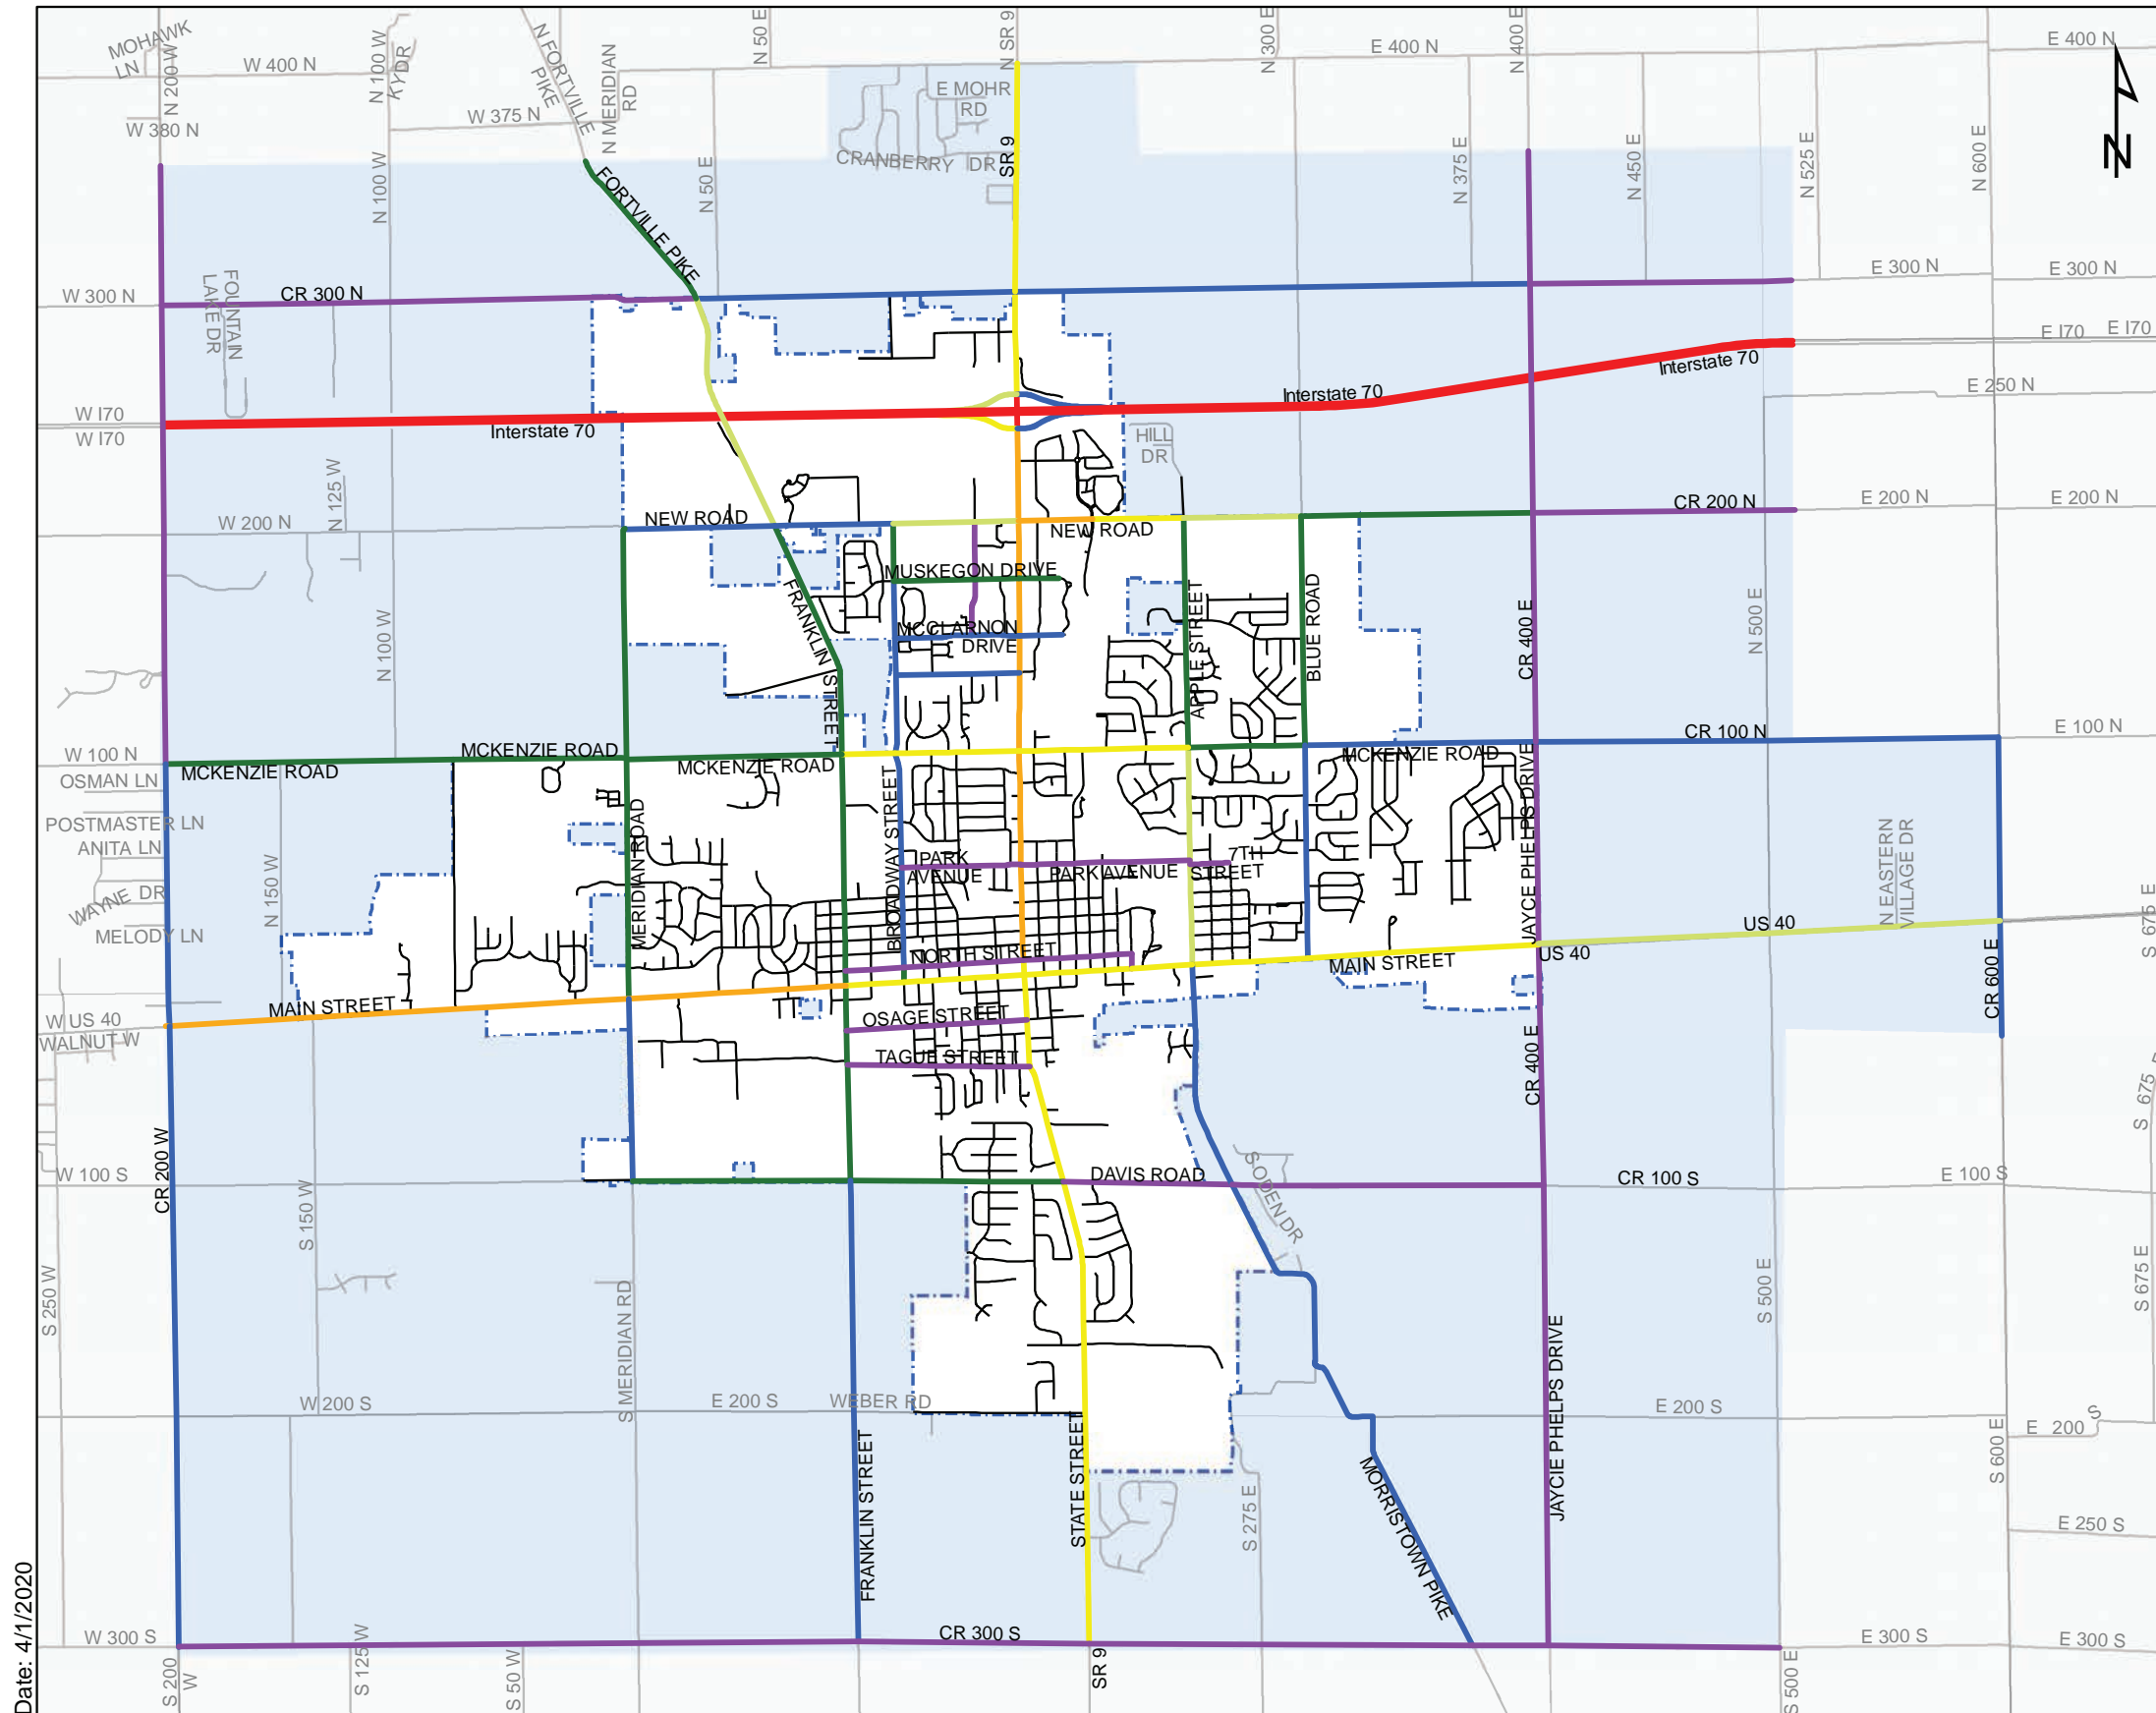 MOHAWK
LN
N 200 W
W 400 N
N 100 W
KY DR
N FORTVILLE
PIKE
N MERIDIAN
RD
N 50 E
N SR 9
N 300 E
E 400 N
N 400 E
E 400 N
W 380 N
W 375 N
E MOHR
RD
CRANBERRY DR
SR 9
N 100 W
N 50 E
N 375 E
N 450 E
N 525 E
N 600 E
N
FORTVILLE PIKE
FOUNTAIN
LAKE DR
W 300 N
CR 300 N
E 300 N
E 300 N
E I70
E I70
Interstate 70
Interstate 70
E 250 N
W I70
W I70
Interstate 70
HILL
DR
N 125 W
W 200 N
NEW ROAD
NEW ROAD
CR 200 N
E 200 N
E 200 N
MUSKEGON DRIVE
FRANKLIN
STREET
MCCLARNON
DRIVE
APPLE STREET
BLUE ROAD
CR 400 E
N 500 E
N 100 W
W 100 N
MCKENZIE ROAD
MCKENZIE ROAD
MCKENZIE ROAD
MCKENZIE ROAD
CR 100 N
E 100 N
OSMAN LN
POSTMASTER LN
ANITA LN
WAYNE DR
MELODY LN
N 150 W
MERIDIAN ROAD
BROADWAY STREET
PARK
AVENUE
PARK AVENUE
7TH
STREET
JAYCE PHELPS DRIVE
N EASTERN
VILLAGE DR
S 675 E
US 40
US 40
NORTH STREET
MAIN STREET
MAIN STREET
W US 40
WALNUT W
OSAGE STREET
TAGUE STREET
CR 400 E
CR 600 E
S 675 E
CR 200 W
W 100 S
S 150 W
DAVIS ROAD
SODEN DR
CR 100 S
E 100 S
S 250 W
S MERIDIAN RD
S 500 E
S 675 E
W 200 S
E 200 S
WEBER RD
E 200 S
E 200 S
JAYCIE PHELPS DRIVE
FRANKLIN STREET
STATE STREET
S 275 E
MORRISTOWN PIKE
S 600 E
E 250 S
Date: 4/1/2020
W 300 S
CR 300 S
E 300 S
E 300 S
S 200
W
S 125 W
S 50 W
SR 9
S 500 E